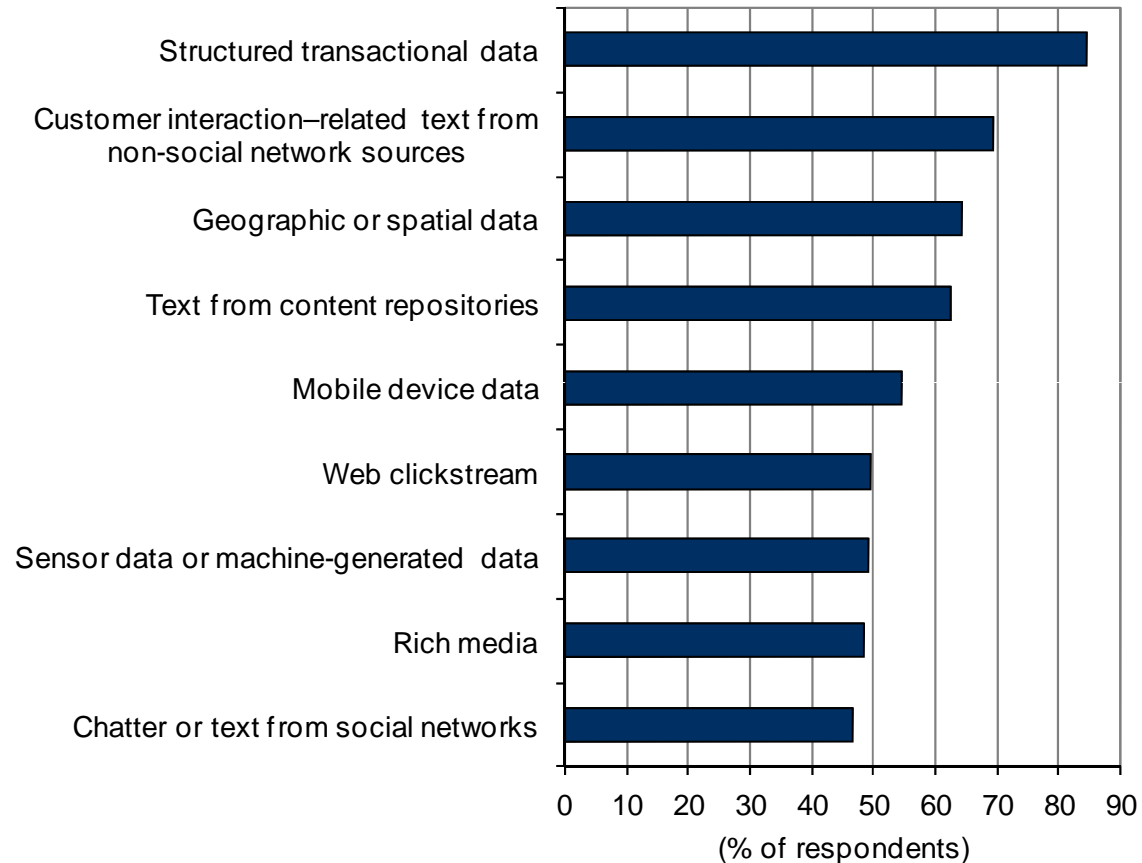 Structured transactional data
Customer interaction–related text from
non-social network sources
Geographic or spatial data
Text from content repositories
Mobile device data
Web clickstream
Sensor data or machine-generated data
Rich media
Chatter or text from social networks
0 10 20 30 40 50 60 70 80 90
(% of respondents)